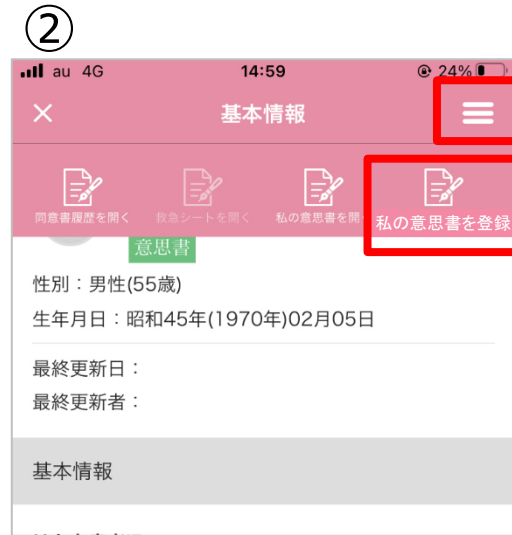 ②
au 4G 14:59 24%
基本情報
同意書履歴を開く 救急シートを開く 私の意思書を開 私の意思書を登録
意思書
性別：男性(55歳)
生年月日：昭和45年(1970年)02月05日
最終更新日：
最終更新者：
基本情報